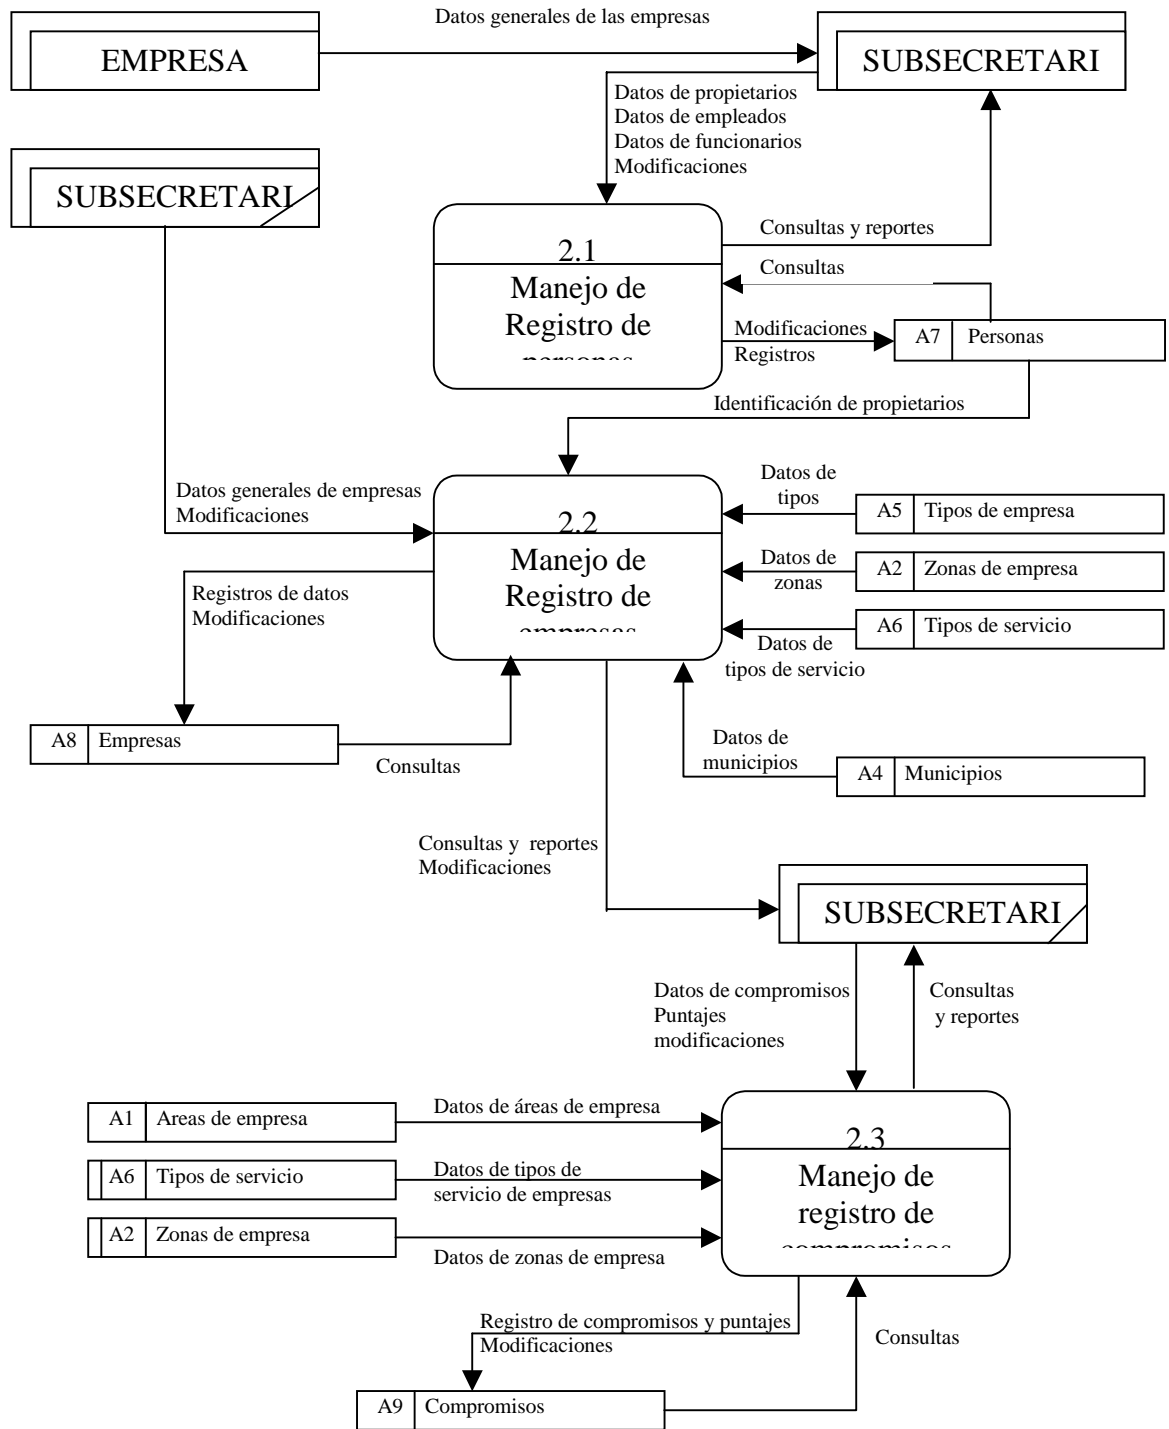 Datos generales de las empresas
EMPRESA
SUBSECRETARI
Datos de propietarios
Datos de empleados
Datos de funcionarios
Modificaciones
SUBSECRETARI
Consultas y reportes
2.1
Manejo de
Registro de
personas
Consultas
Modificaciones
Registros
A7 Personas
Identificación de propietarios
Datos generales de empresas
Modificaciones
2.2
Manejo de
Registro de
empresas
Datos de
tipos
A5 Tipos de empresa
Datos de
zonas
A2 Zonas de empresa
A6 Tipos de servicio
Datos de
tipos de servicio
Registros de datos
Modificaciones
A8 Empresas
Consultas
Datos de
municipios
A4 Municipios
Consultas y reportes
Modificaciones
SUBSECRETARI
Datos de compromisos
Puntajes
modificaciones
Consultas
y reportes
A1 Areas de empresa
Datos de áreas de empresa
2.3
Manejo de
registro de
compromisos
A6 Tipos de servicio
Datos de tipos de
servicio de empresas
A2 Zonas de empresa
Datos de zonas de empresa
Registro de compromisos y puntajes
Modificaciones
Consultas
A9 Compromisos